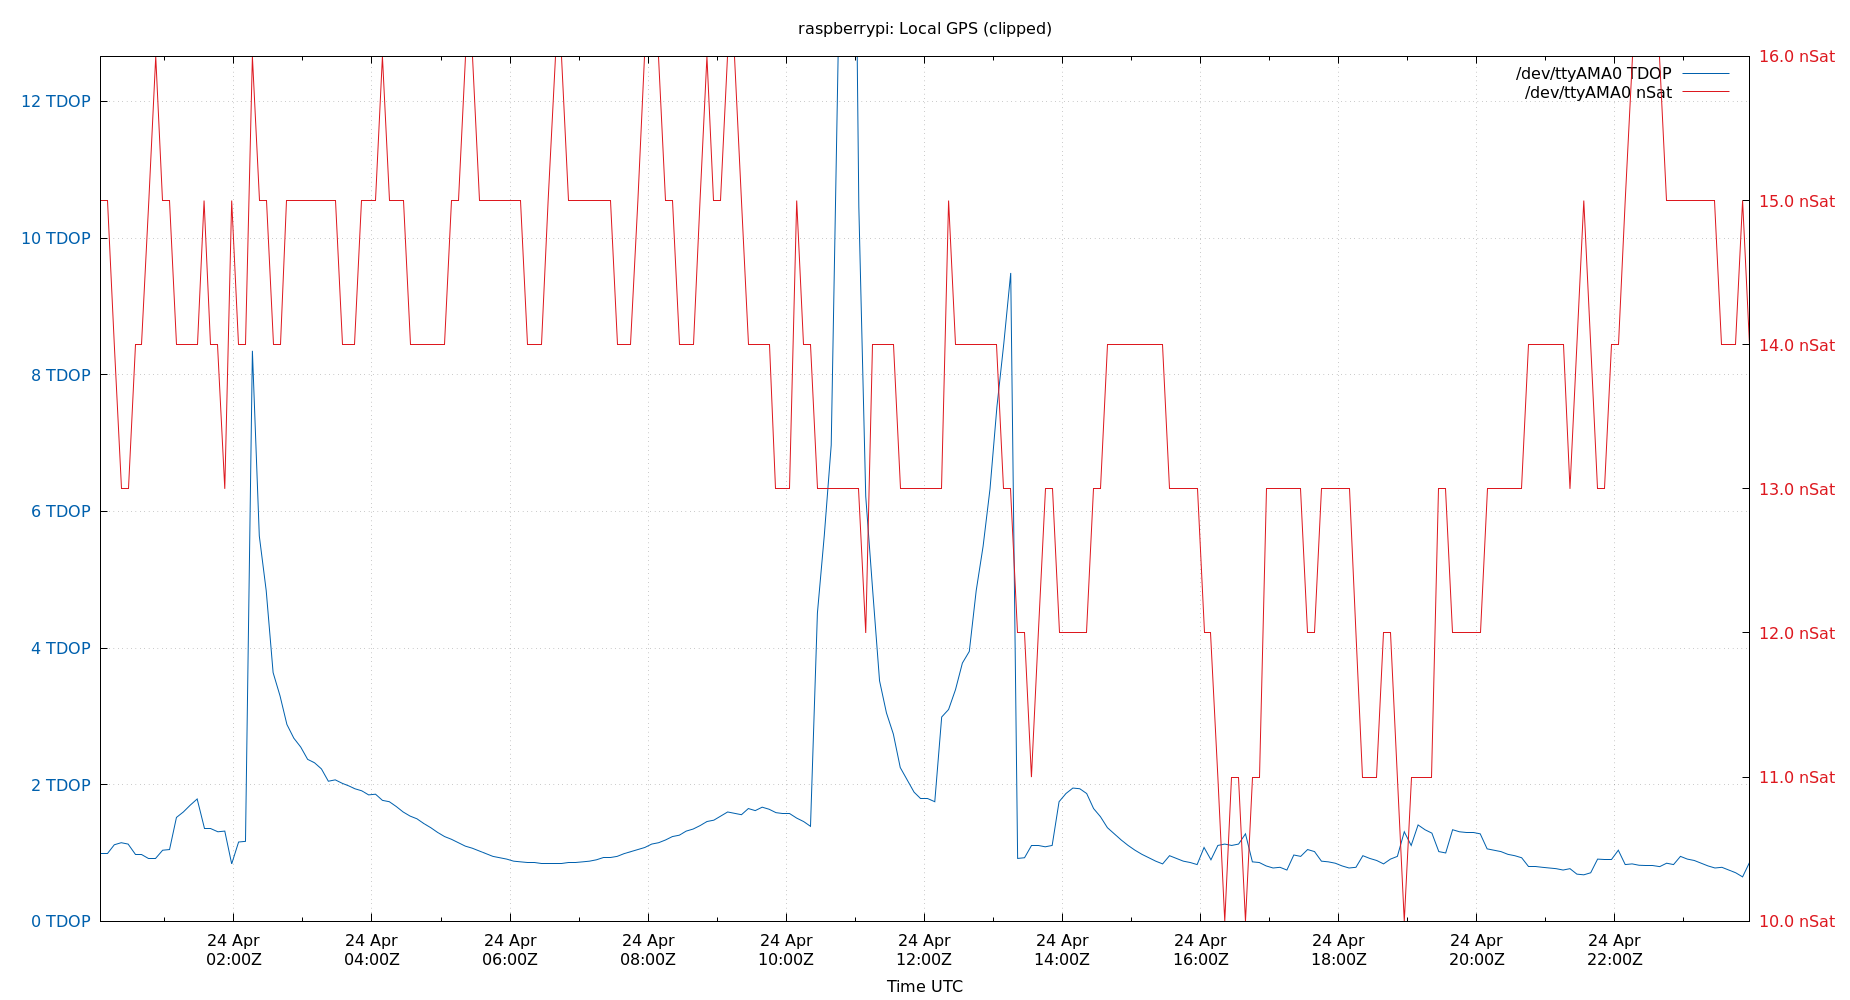 raspberrypi: Local GPS (clipped)
/dev/ttyAMA0 TDOP
/dev/ttyAMA0 nSat
12 TDOP
10 TDOP
8 TDOP
6 TDOP
4 TDOP
2 TDOP
0 TDOP
16.0 nSat
15.0 nSat
14.0 nSat
13.0 nSat
12.0 nSat
11.0 nSat
10.0 nSat
24 Apr
02:00Z
24 Apr
04:00Z
24 Apr
06:00Z
24 Apr
08:00Z
24 Apr
10:00Z
24 Apr
12:00Z
24 Apr
14:00Z
24 Apr
16:00Z
24 Apr
18:00Z
24 Apr
20:00Z
24 Apr
22:00Z
Time UTC